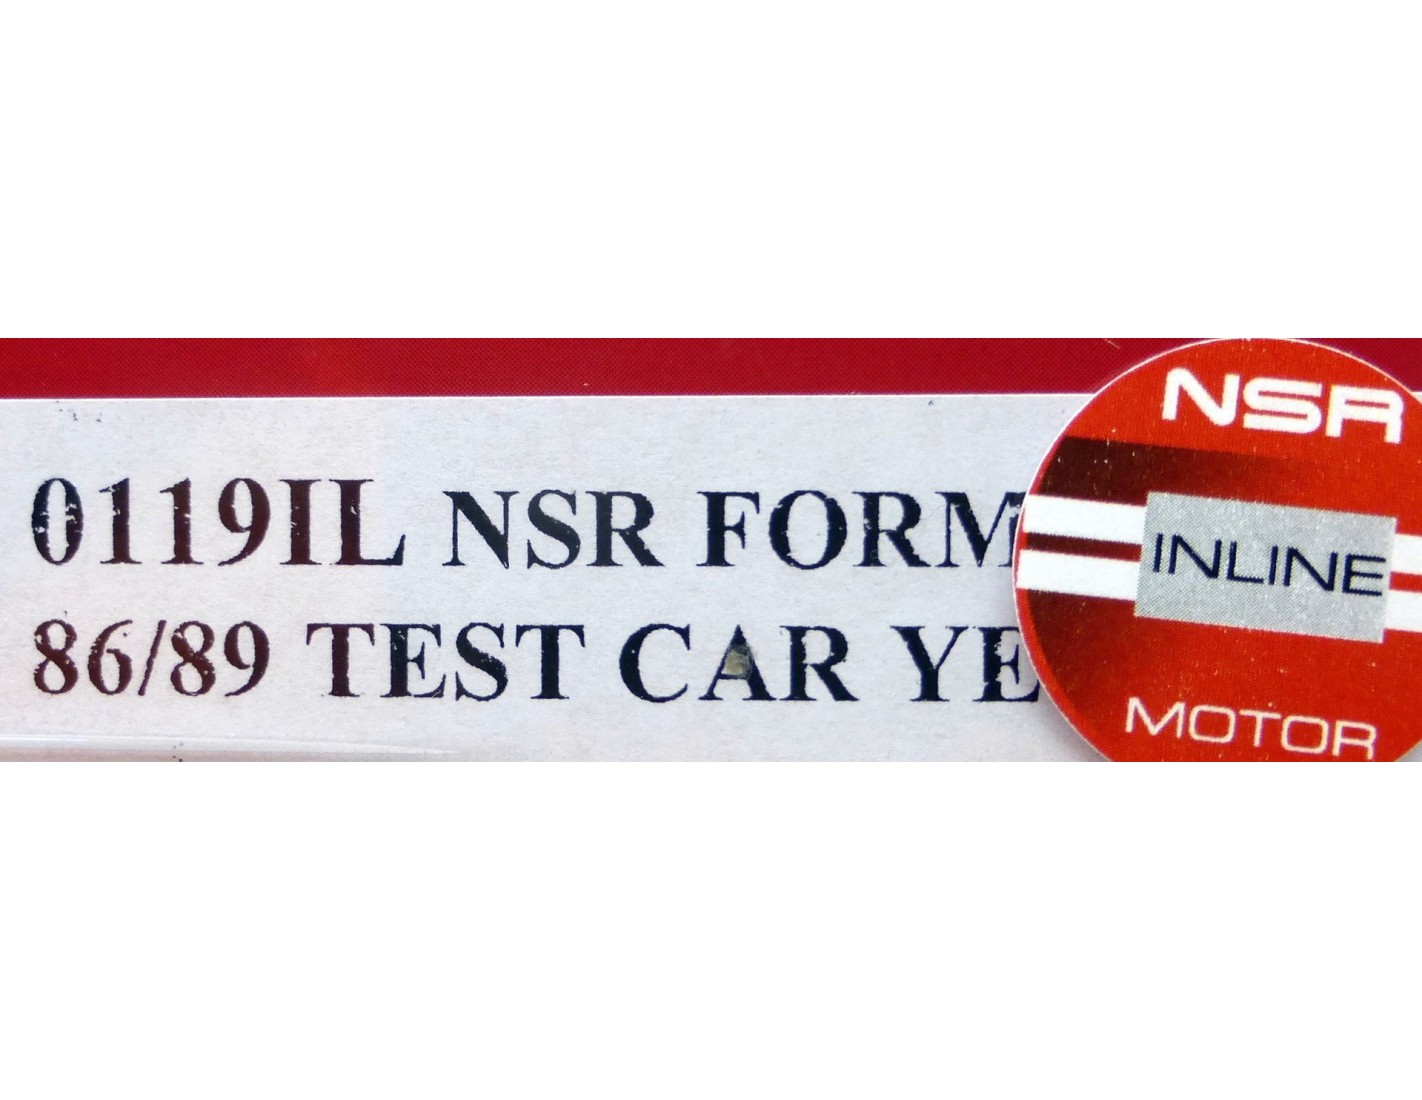 0119IL NSR FORM
86/89 TEST CAR YE
NSR
INLINE
MOTOR